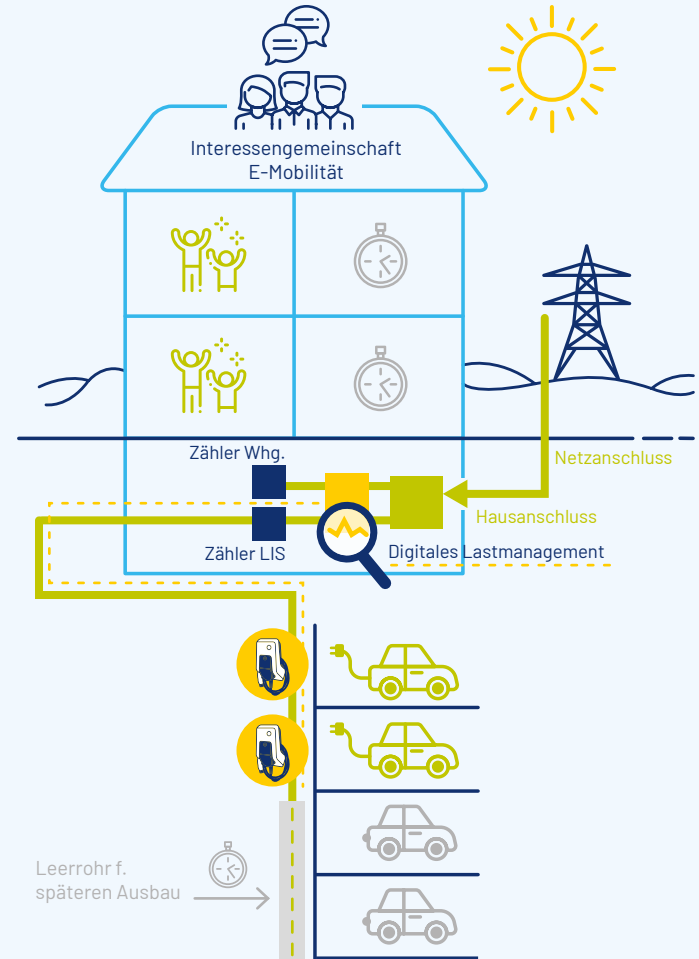 Interessengemeinschaft
E-Mobilität
Zähler Whg.
Netzanschluss
Hausanschluss
Zähler LIS
Digitales Lastmanagement
Leerrohr f.
späteren Ausbau